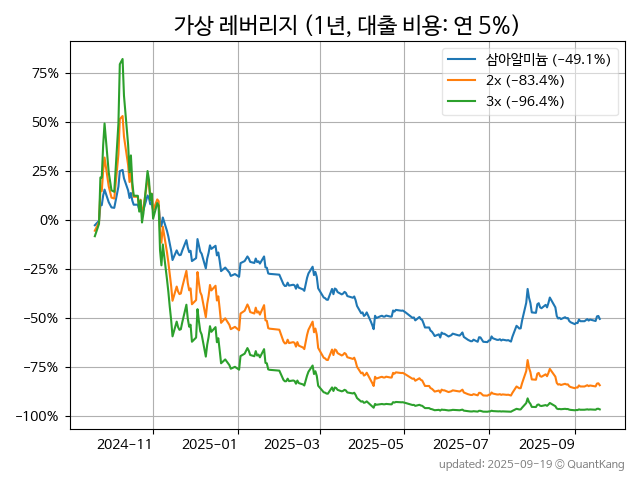 가상 레버리지 (1년, 대출 비용: 연 5%)
삼아알미늄 (-49.1%)
2x (-83.4%)
3x (-96.4%)
75%
50%
25%
0%
−25%
−50%
−75%
−100%
2024-11 2025-01 2025-03 2025-05 2025-07 2025-09
updated: 2025-09-19 © QuantKang